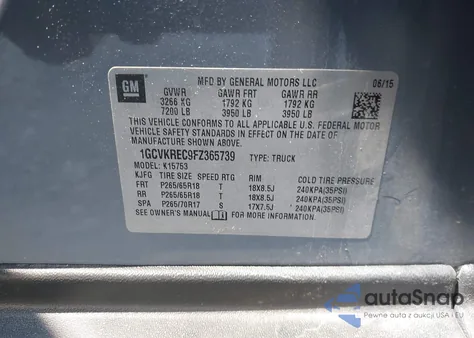 GM
MFD BY GENERAL MOTORS LLC
06/15
GVWR GAWR FRT GAWR RR
3266 KG 1792 KG 1792 KG
7200 LB 3950 LB 3950 LB
THIS VEHICLE CONFORMS TO ALL APPLICABLE U.S. FEDERAL MOTOR
VEHICLE SAFETY STANDARDS IN EFFECT ON THE DATE OF
MANUFACTURE SHOWN ABOVE.
1GCVKREC9FZ365739 TYPE: TRUCK
MODEL: K15753
KJFG TIRE SIZE SPEED RTG RIM COLD TIRE PRESSURE
FRT P265/65R18 T 18X8.5J 240KPA(35PSI)
RR P265/65R18 T 18X8.5J 240KPA(35PSI)
SPA P265/70R17 S 17X7.5J 240KPA(35PSI)
SEE OWNER'S MANUAL FOR MORE INFORMATION.
autoSnap
Pewne auta z USA i EU